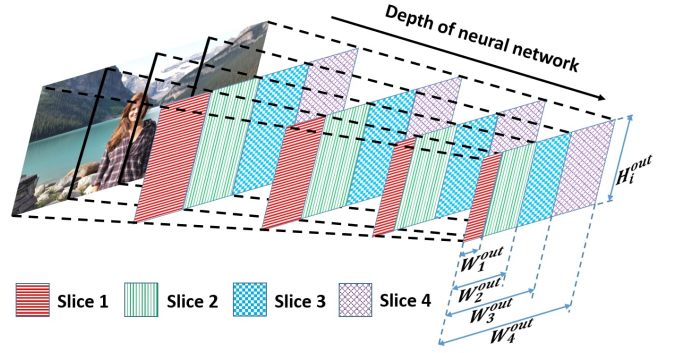 Depth of neural network
H_i^out
W_1^out
W_2^out
W_3^out
W_4^out
Slice 1
Slice 2
Slice 3
Slice 4